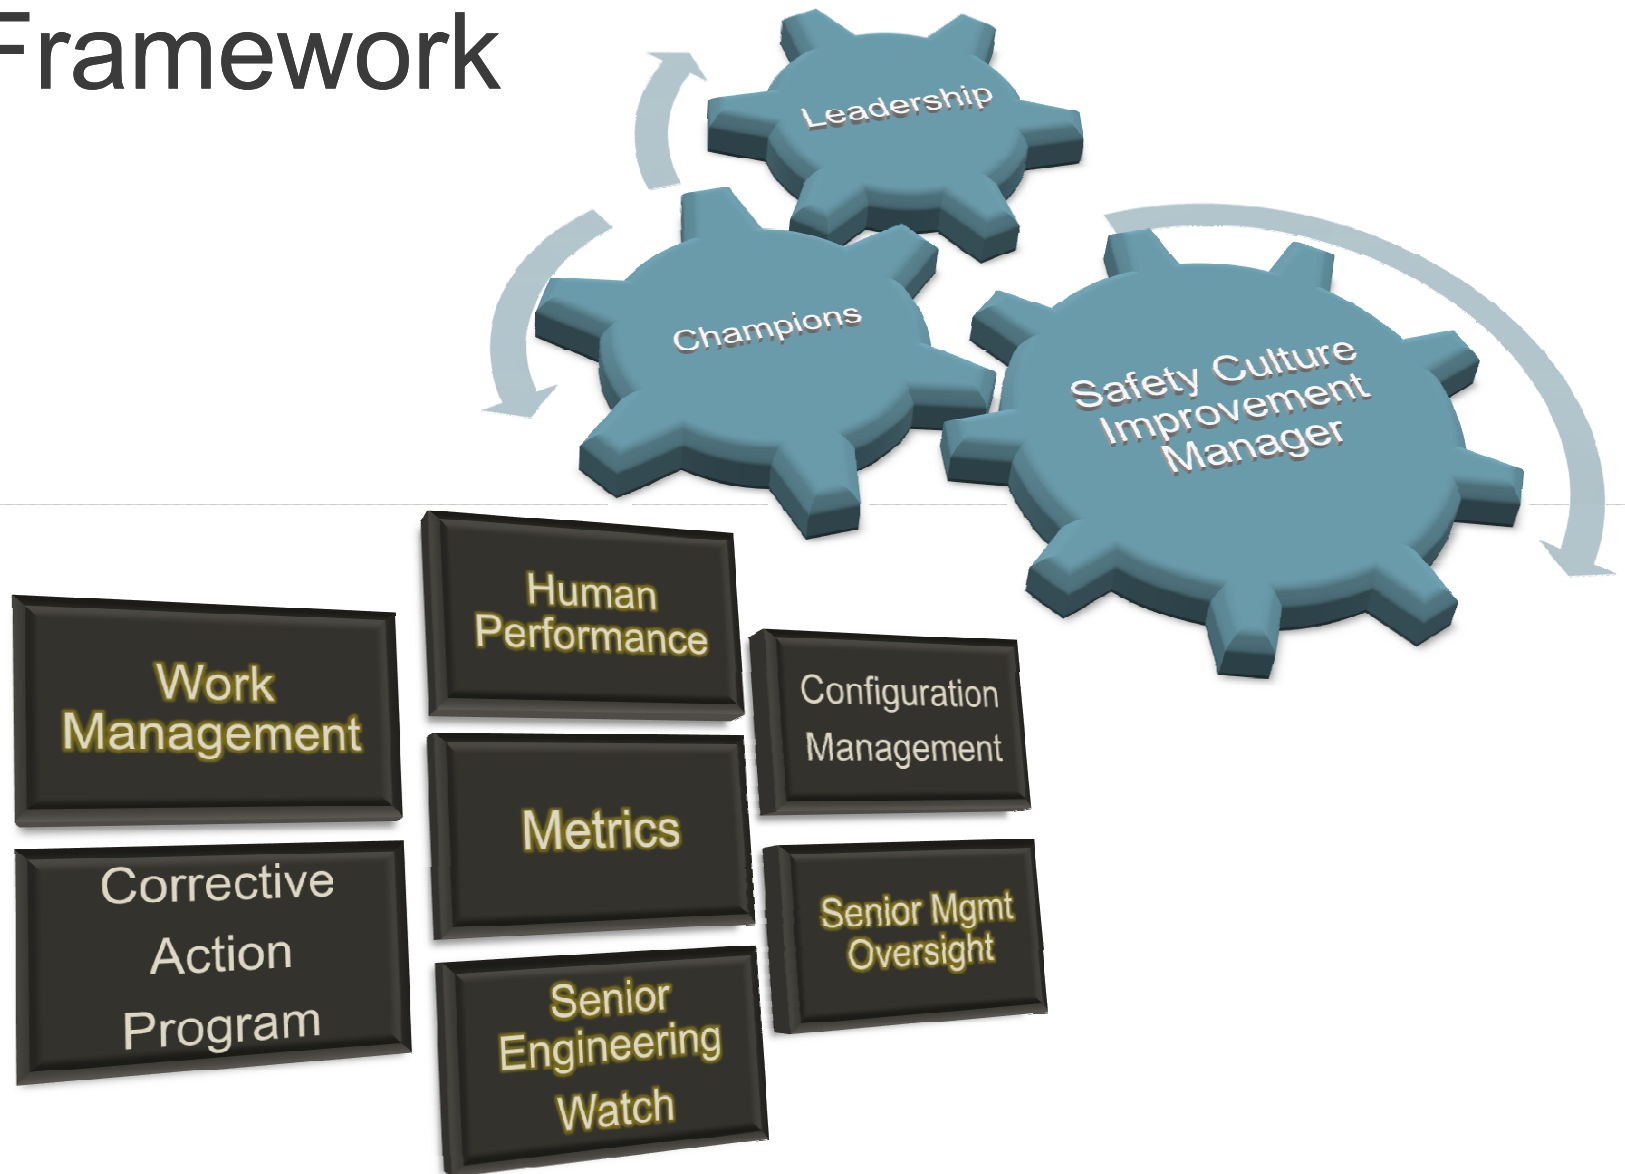 Framework
Leadership
Champions
Safety Culture
Improvement
Manager
Human
Performance
Work
Management
Configuration
Management
Metrics
Corrective
Action
Program
Senior Mgmt
Oversight
Senior
Engineering
Watch